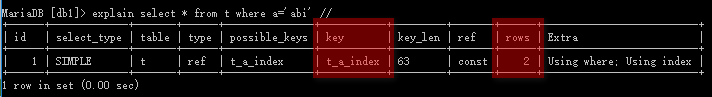 MariaDB [db1]> explain select * from t where a='abi' //
+------+-------------+-------+------+---------------+-----------+---------+-------+------+--------------------------+
| id | select_type | table | type | possible_keys | key | key_len | ref | rows | Extra |
+------+-------------+-------+------+---------------+-----------+---------+-------+------+--------------------------+
| 1 | SIMPLE | t | ref | t_a_index | t_a_index | 63 | const | 2 | Using where; Using index |
+------+-------------+-------+------+---------------+-----------+---------+-------+------+--------------------------+
1 row in set (0.00 sec)